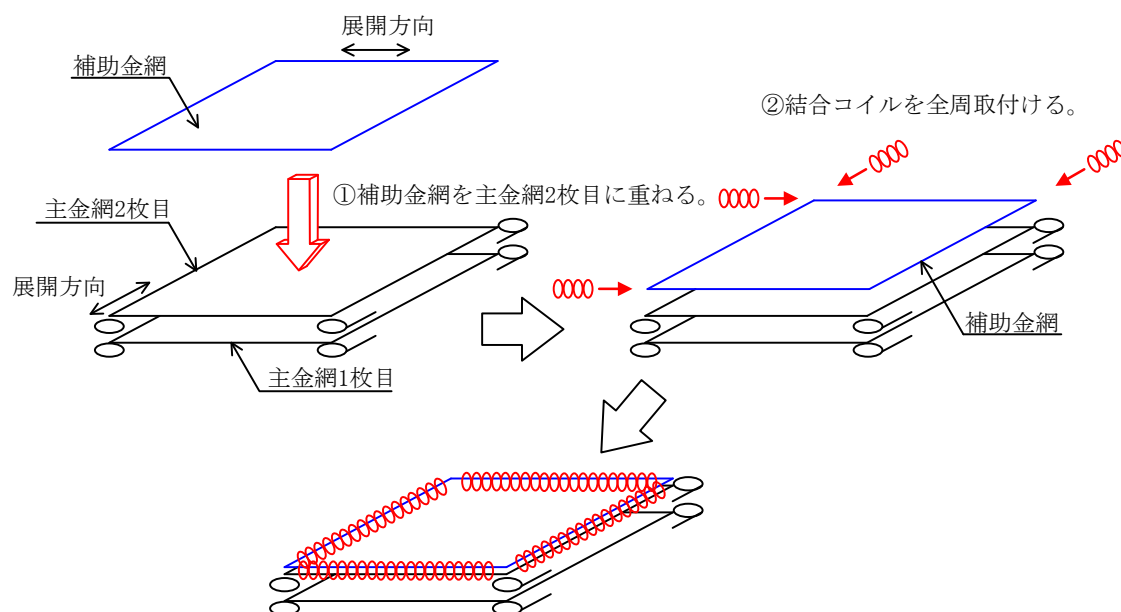 展開方向
補助金網
②結合コイルを全周取付ける。
①補助金網を主金網2枚目に重ねる。
主金網2枚目
展開方向
補助金網
主金網1枚目